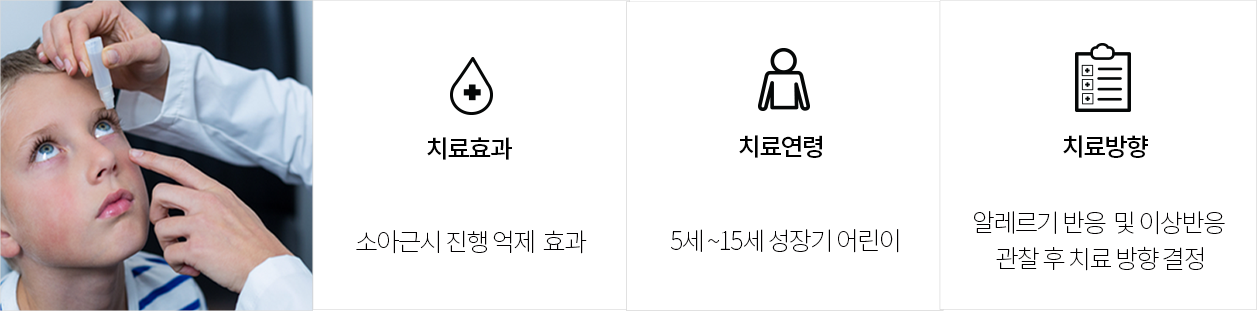 치료효과
소아근시 진행 억제 효과
치료연령
5세 ~15세 성장기 어린이
치료방향
알레르기 반응 및 이상반응
관찰 후 치료 방향 결정